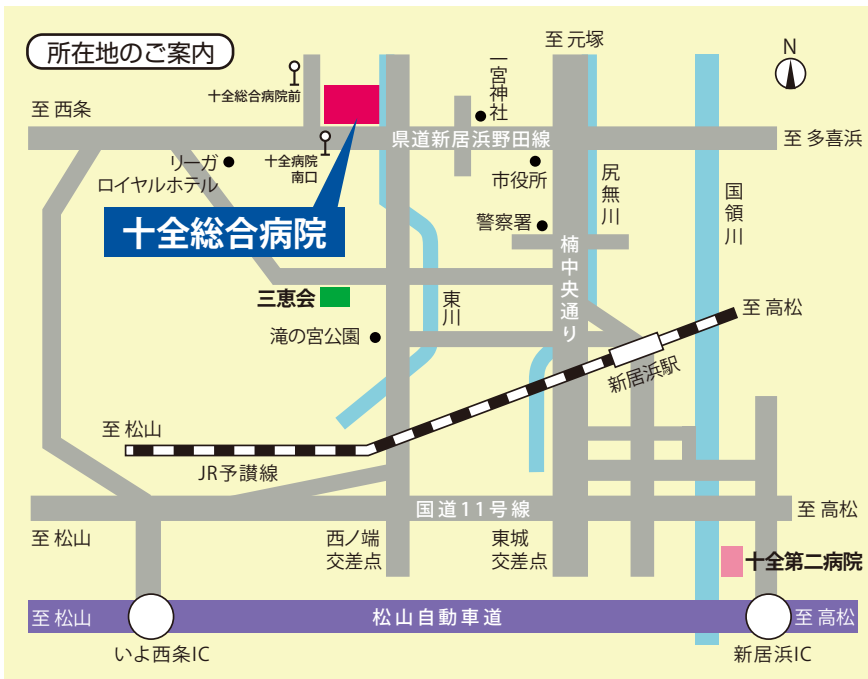 所在地のご案内
至 元塚
N
十全総合病院前
一宮神社
至 西条
県道新居浜野田線
至 多喜浜
リーガ
ロイヤルホテル
十全病院
南口
市役所
尻無川
国領川
十全総合病院
警察署
楠中央通り
三恵会
東川
至 高松
滝の宮公園
新居浜駅
至 松山
JR予讃線
国道11号線
至 高松
至 松山
西ノ端
交差点
東城
交差点
十全第二病院
至 松山
松山自動車道
至 高松
いよ西条IC
新居浜IC